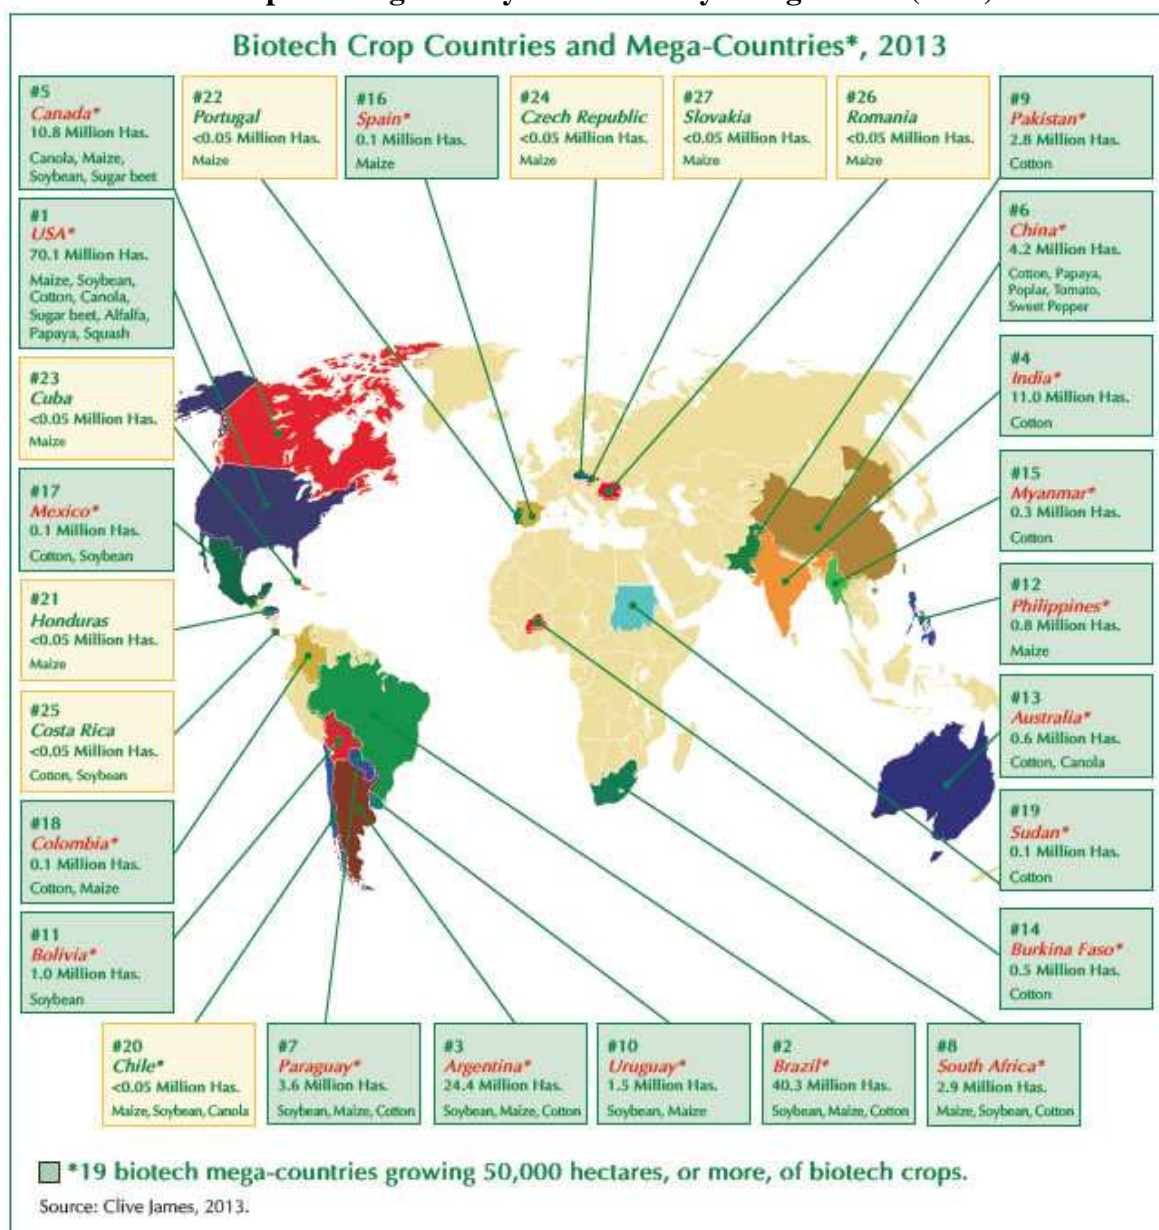 Biotech Crop Countries and Mega-Countries*, 2013
#5
Canada*
10.8 Million Has.
Canola, Maize,
Soybean, Sugar beet
#22
Portugal
<0.05 Million Has.
Maize
#16
Spain*
0.1 Million Has.
Maize
#24
Czech Republic
<0.05 Million Has.
Maize
#27
Slovakia
<0.05 Million Has.
Maize
#26
Romania
<0.05 Million Has.
Maize
#9
Pakistan*
2.8 Million Has.
Cotton
#1
USA*
70.1 Million Has.
Maize, Soybean,
Cotton, Canola,
Sugar beet, Alfalfa,
Papaya, Squash
#6
China*
4.2 Million Has.
Cotton, Papaya,
Poplar, Tomato,
Sweet Pepper
#23
Cuba
<0.05 Million Has.
Maize
#4
India*
11.0 Million Has.
Cotton
#17
Mexico*
0.1 Million Has.
Cotton, Soybean
#15
Myanmar*
0.3 Million Has.
Cotton
#21
Honduras
<0.05 Million Has.
Maize
#12
Philippines*
0.8 Million Has.
Maize
#25
Costa Rica
<0.05 Million Has.
Cotton, Soybean
#13
Australia*
0.6 Million Has.
Cotton, Canola
#18
Colombia*
0.1 Million Has.
Cotton, Maize
#19
Sudan*
0.1 Million Has.
Cotton
#11
Bolivia*
1.0 Million Has.
Soybean
#14
Burkina Faso*
0.5 Million Has.
Cotton
#20
Chile*
<0.05 Million Has.
Maize, Soybean, Canola
#7
Paraguay*
3.6 Million Has.
Soybean, Maize, Cotton
#3
Argentina*
24.4 Million Has.
Soybean, Maize, Cotton
#10
Uruguay*
1.5 Million Has.
Soybean, Maize
#2
Brazil*
40.3 Million Has.
Soybean, Maize, Cotton
#8
South Africa*
2.9 Million Has.
Maize, Soybean, Cotton
*19 biotech mega-countries growing 50,000 hectares, or more, of biotech crops.
Source: Clive James, 2013.